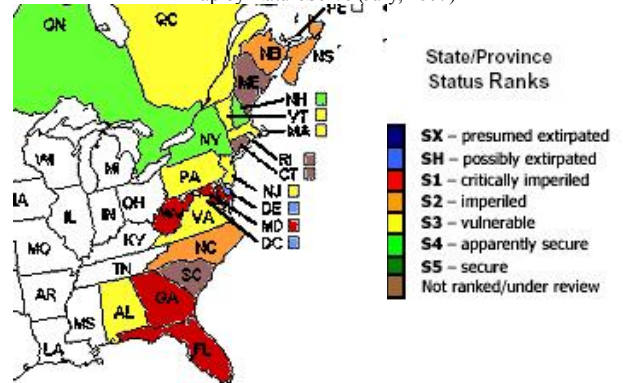 PE
ON
QC
NB
NS
ME
NH
VT
MA
NY
RI
CT
WI
MI
PA
NJ
DE
MD
DC
IA
IL
IN
OH
VA
KY
MO
NC
TN
SC
AR
MS
AL
GA
LA
FL
State/Province
Status Ranks
SX – presumed extirpated
SH – possibly extirpated
S1 – critically imperiled
S2 – imperiled
S3 – vulnerable
S4 – apparently secure
S5 – secure
Not ranked/under review